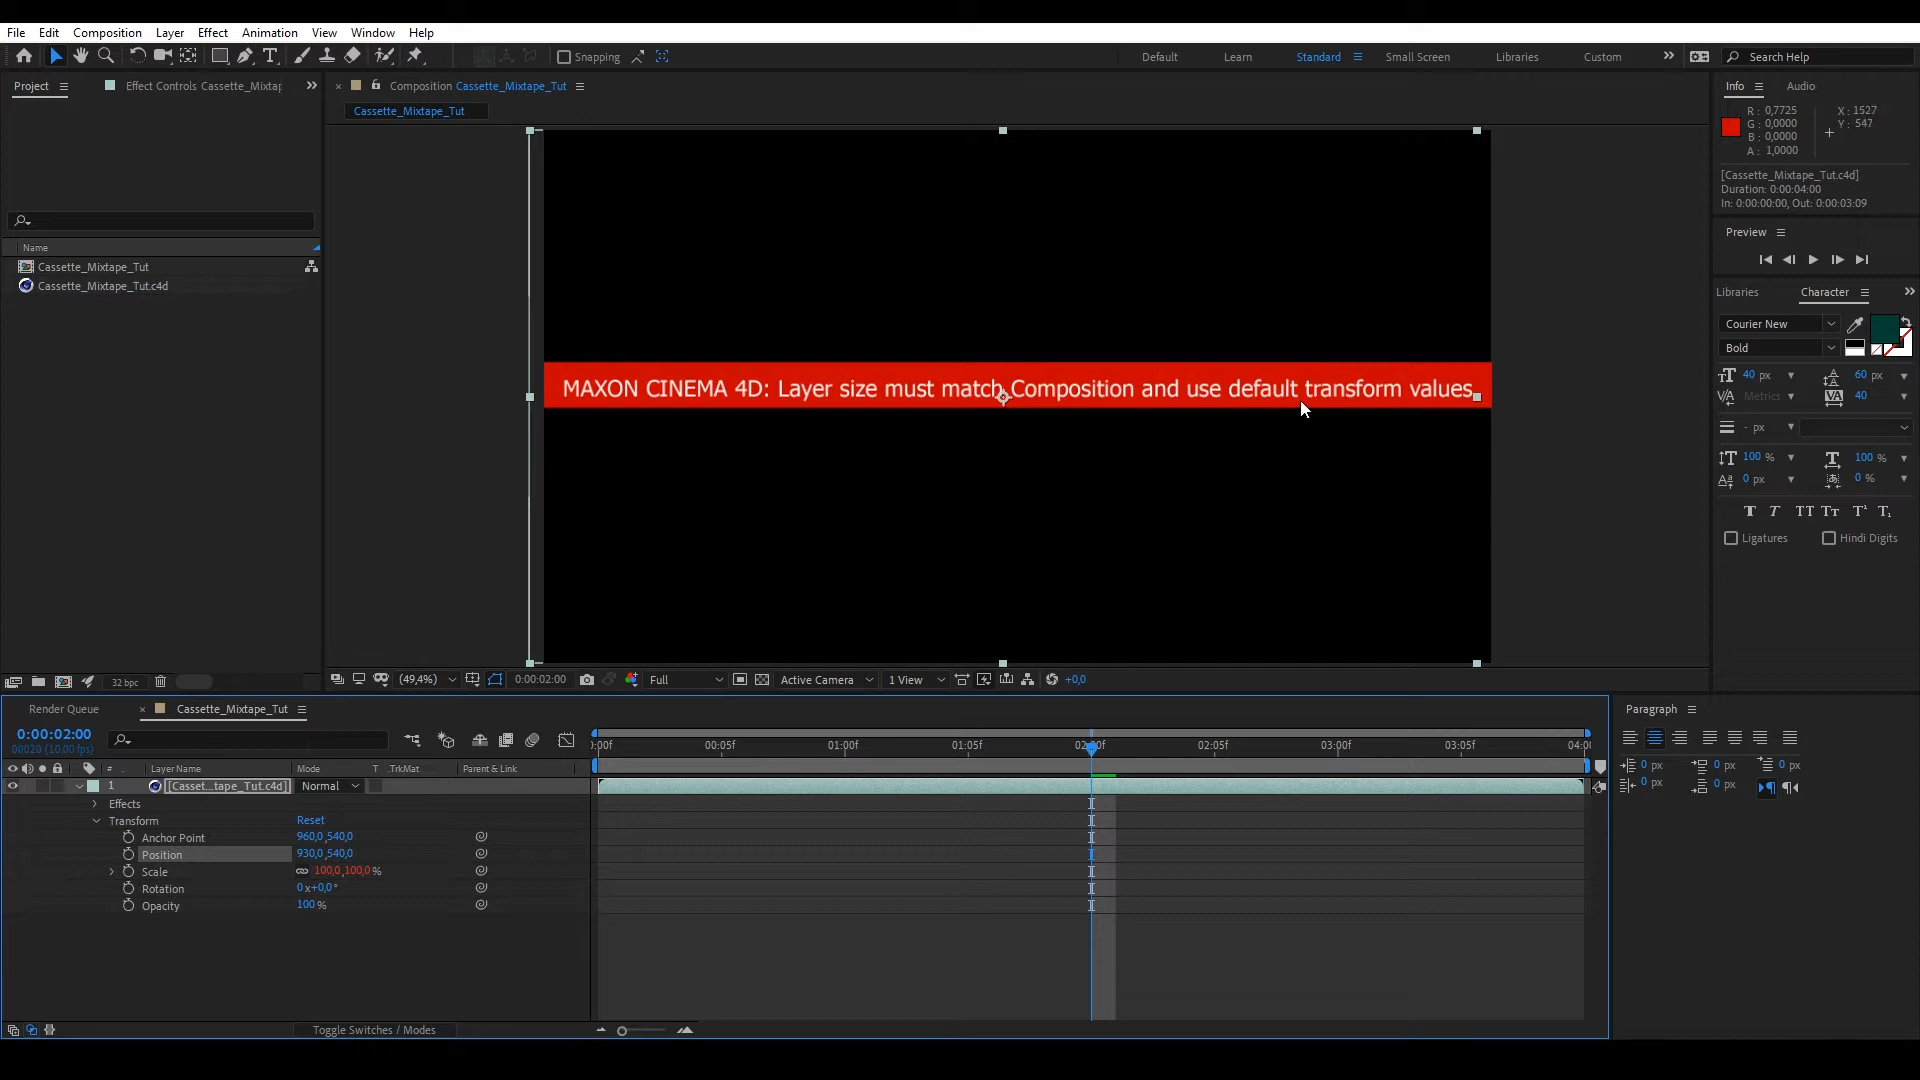 File Edit Composition Layer Effect Animation View Window Help
Snapping Default Learn Standard Small Screen Libraries Custom Search Help
Project Effect Controls Cassette_Mixtap
Composition Cassette_Mixtape_Tut
Cassette_Mixtape_Tut
Name
Cassette_Mixtape_Tut
Cassette_Mixtape_Tut.c4d
32 bpc
MAXON CINEMA 4D: Layer size must match Composition and use default transform values.
(49,4%) 0:00:02:00 Full Active Camera 1 View +0,0
Info Audio
R : 0,7725 X : 1527
G : 0,0000 Y : 547
B : 0,0000
A : 1,0000
[Cassette_Mixtape_Tut.c4d]
Duration: 0:00:04:00
In: 0:00:00:00, Out: 0:00:03:09
Preview
Libraries Character
Courier New
Bold
40 px 60 px
Metrics 40
- px
100 % 100 %
0 px 0 %
Ligatures Hindi Digits
Render Queue Cassette_Mixtape_Tut
0:00:02:00
00020 (10.00 fps)
# Layer Name Mode T .TrkMat Parent & Link
1 [Casset...tape_Tut.c4d] Normal
Effects
Transform Reset
Anchor Point 960,0,540,0
Position 930,0,540,0
Scale 100,0,100,0 %
Rotation 0 x+0,0 °
Opacity 100 %
Toggle Switches / Modes
):00f 00:05f 01:00f 01:05f 02:00f 02:05f 03:00f 03:05f 04:00
Paragraph
0 px 0 px 0 px
0 px 0 px